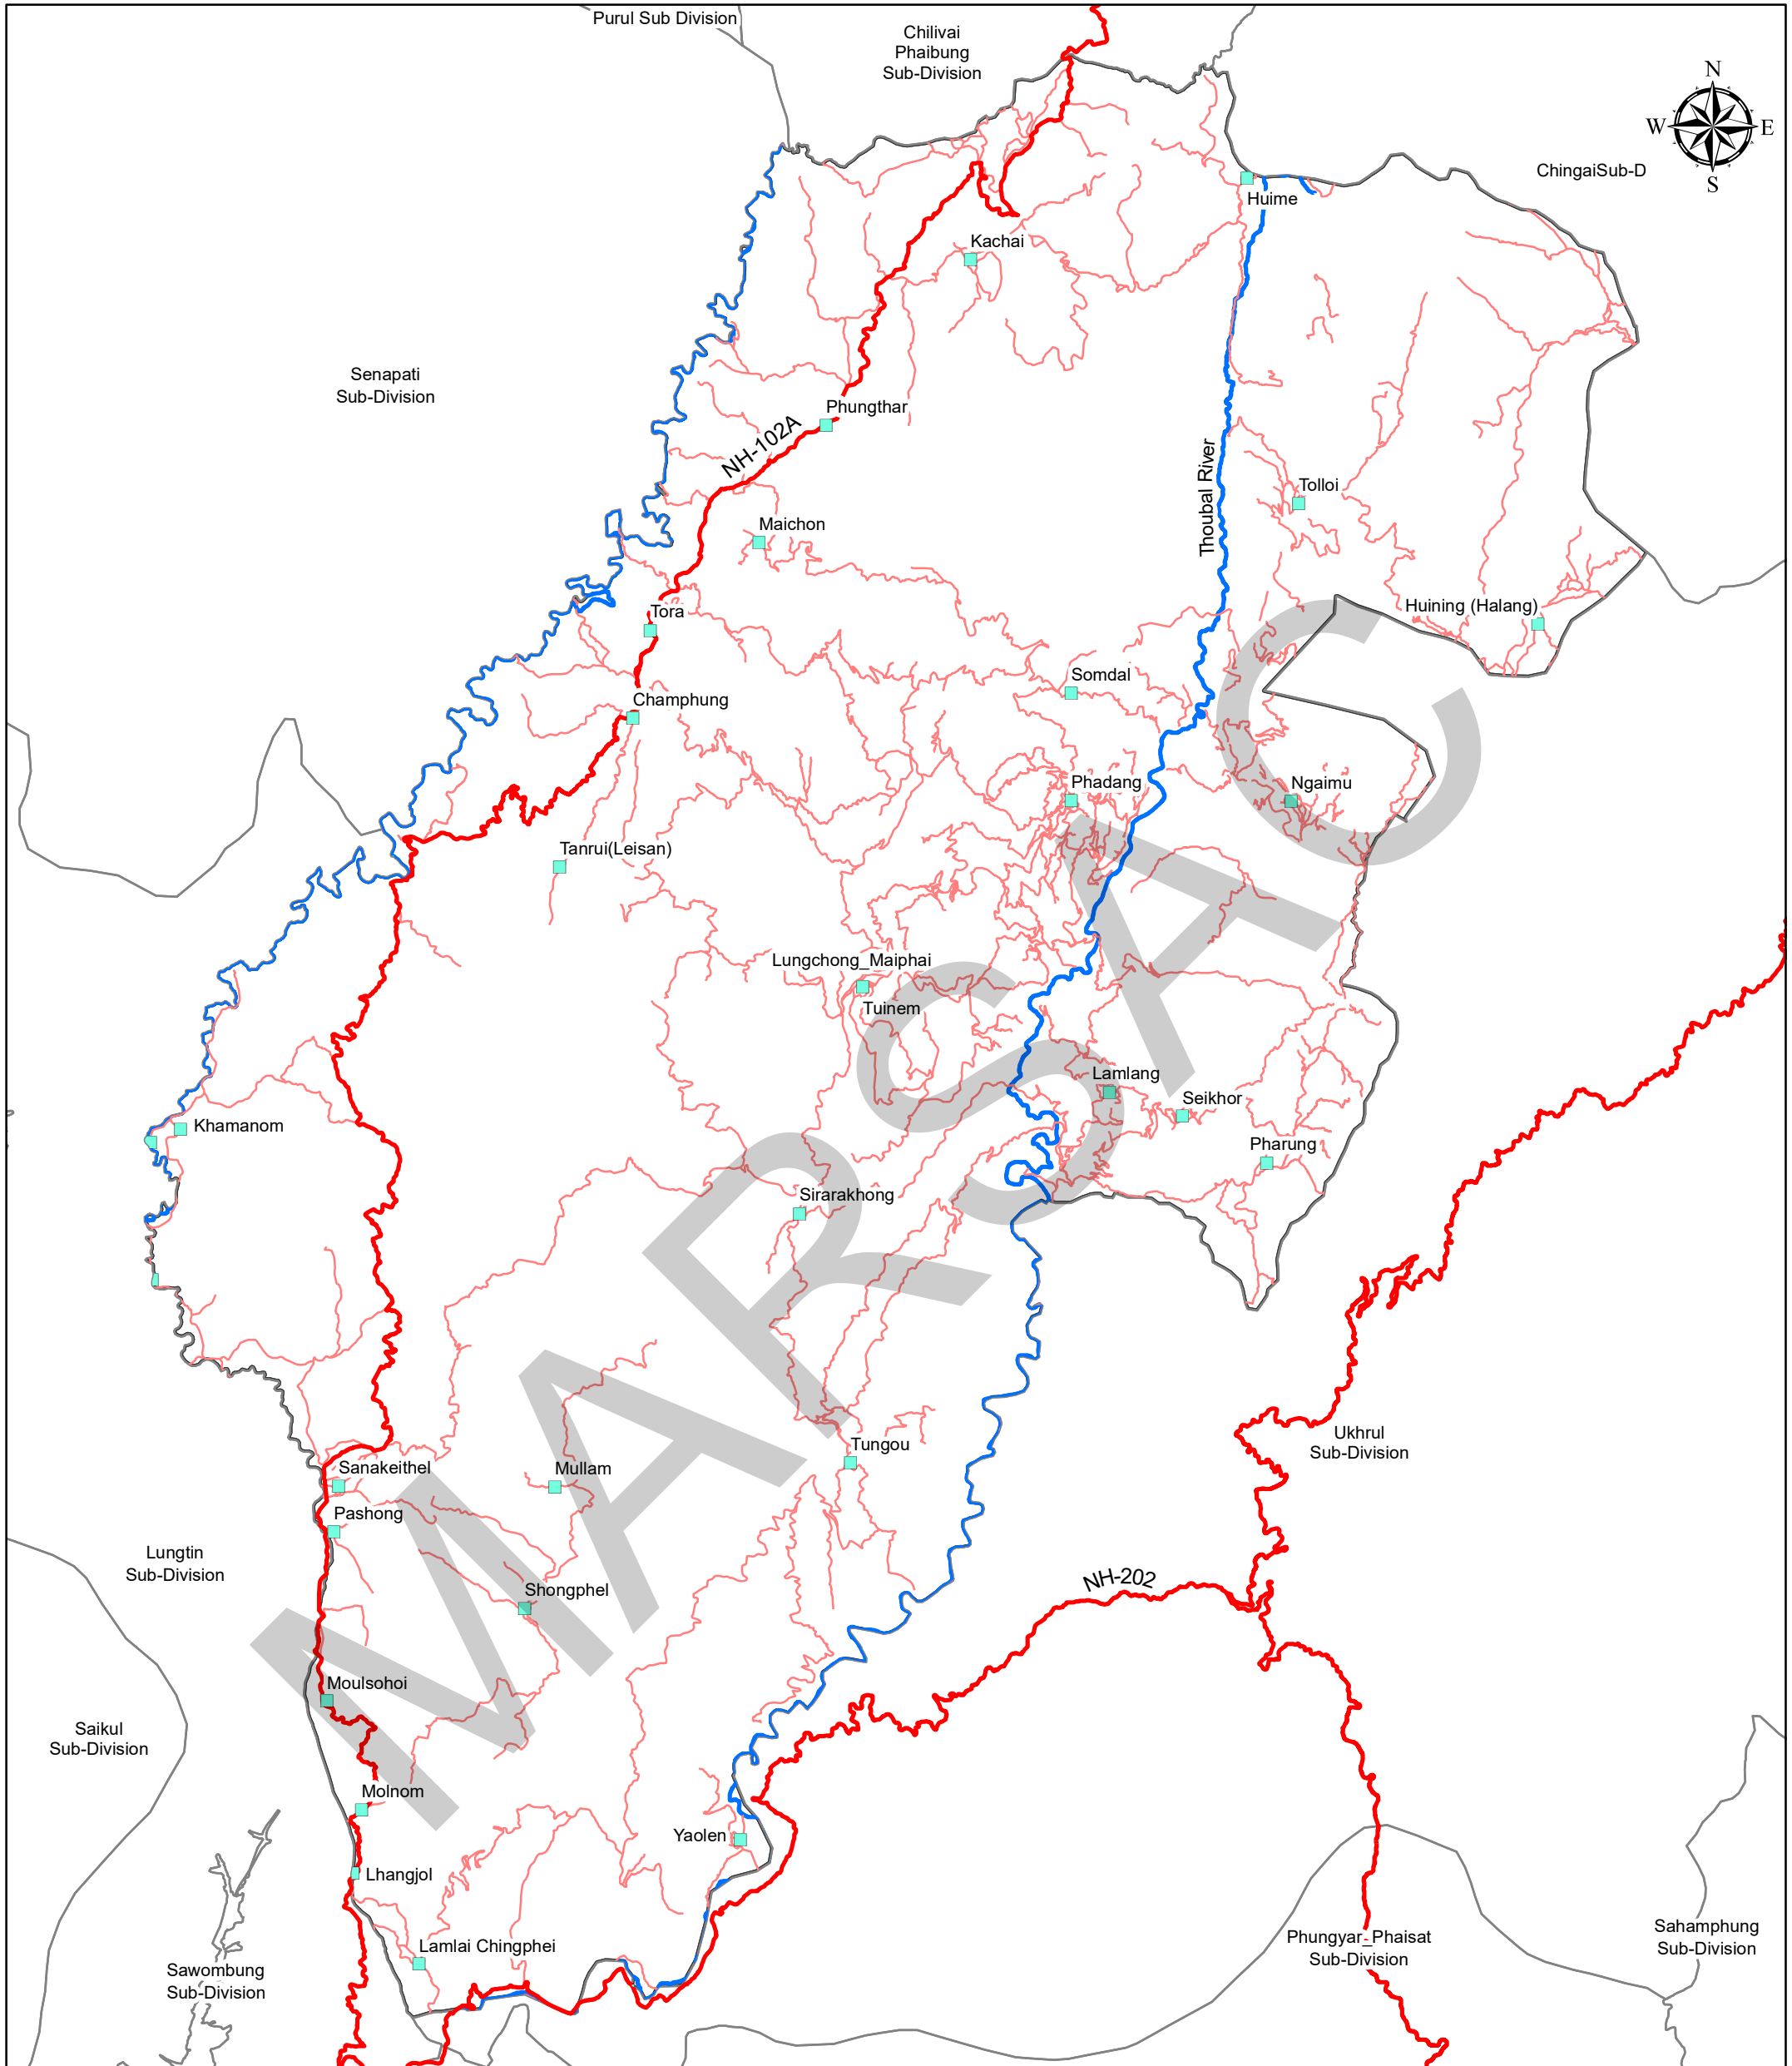 Purul Sub Division
Chilivai
Phaibung
Sub-Division
N
W
E
S
ChingaiSub-D
Huime
Kachai
Senapati
Sub-Division
Phungthar
NH-102A
Thoubal River
Tolloi
Maichon
Tora
Huining (Halang)
Somdal
Champhung
Phadang
Ngaimu
Tanrui(Leisan)
Lungchong_Maiphai
Tuinem
Lamlang
Seikhor
Khamanom
Pharung
Sirarakhong
Ukhrul
Sub-Division
Tungou
Sanakeithel
Mullam
Pashong
Lungtin
Sub-Division
NH-202
Shongphel
Moulsohoi
Saikul
Sub-Division
Molnom
Yaolen
Lhangjol
Sahamphung
Sub-Division
Phungyar_Phaisat
Sub-Division
Lamlai Chingphei
Sawombung
Sub-Division
MARSAC